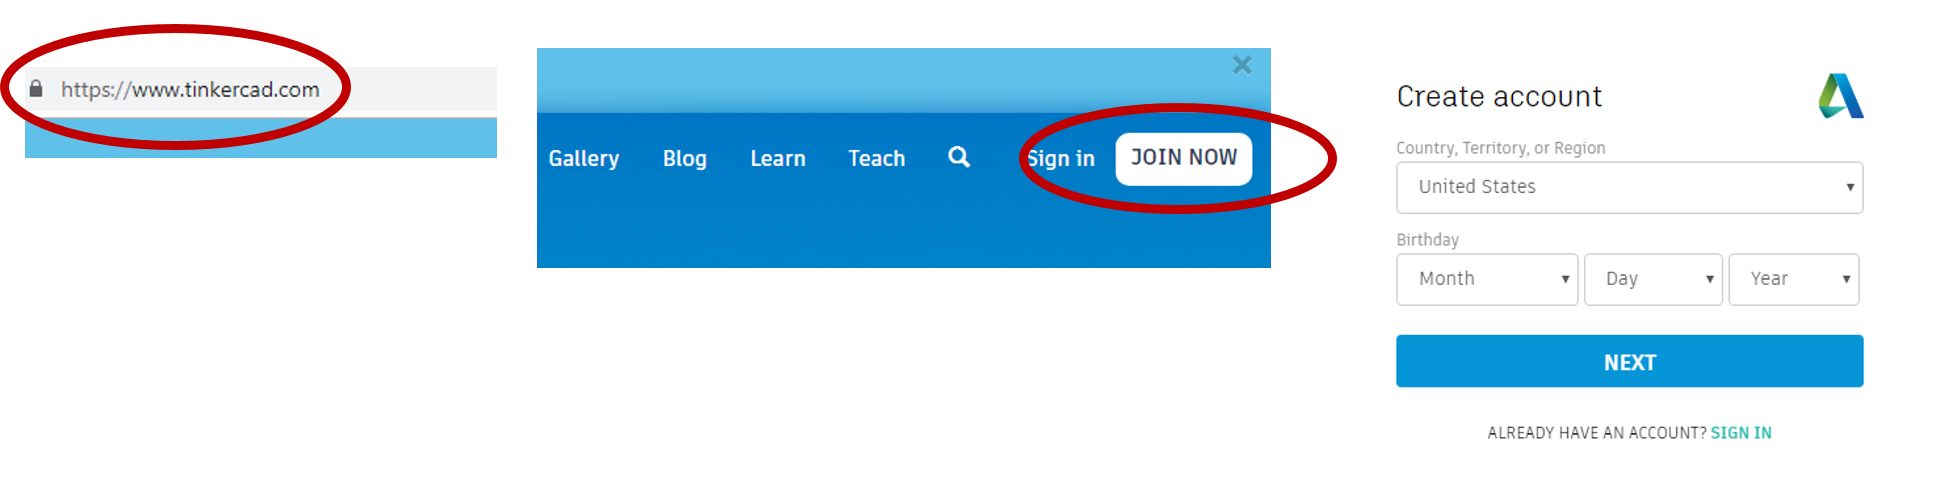 https://www.tinkercad.com
Gallery Blog Learn Teach Sign in JOIN NOW
Create account
Country, Territory, or Region
United States
Birthday
Month Day Year
NEXT
ALREADY HAVE AN ACCOUNT? SIGN IN